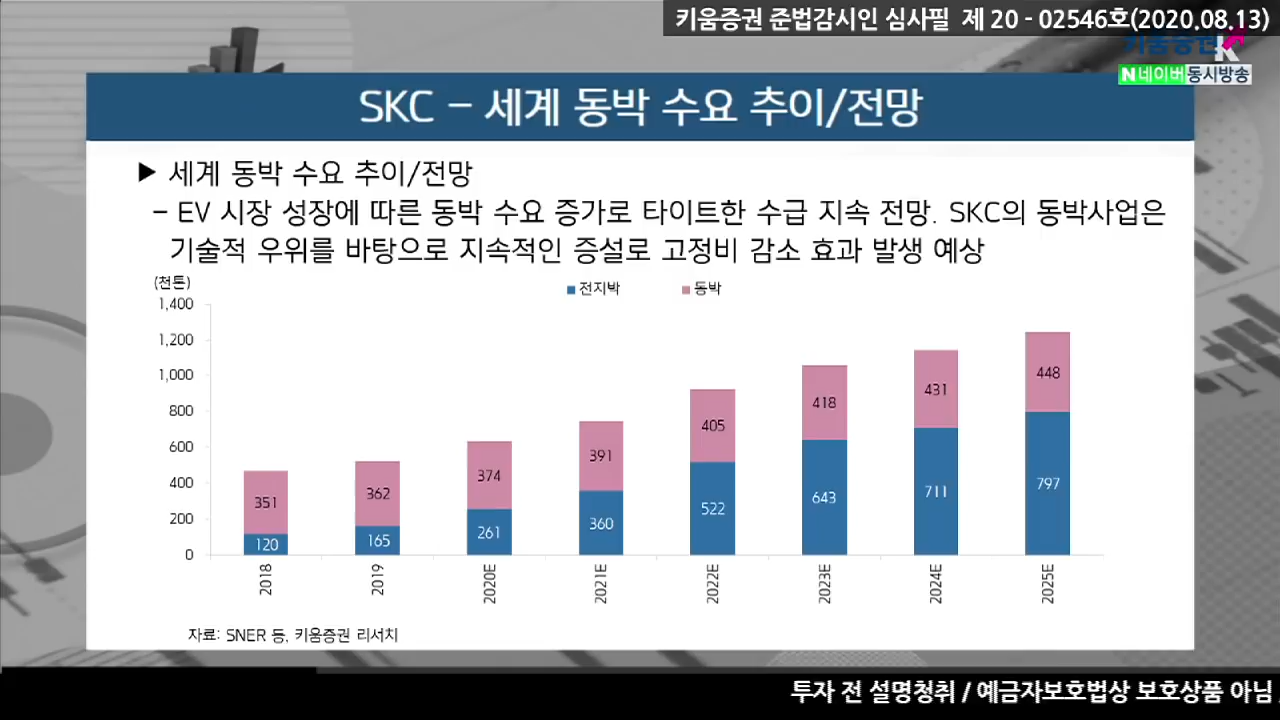 키움증권 준법감시인 심사필 제 20 - 02546호(2020.08.13)
키움증권
N네이버 동시방송
SKC - 세계 동박 수요 추이/전망
▶ 세계 동박 수요 추이/전망
- EV 시장 성장에 따른 동박 수요 증가로 타이트한 수급 지속 전망. SKC의 동박사업은
기술적 우위를 바탕으로 지속적인 증설로 고정비 감소 효과 발생 예상
(천톤)
■전지박 ■동박
1,400
1,200
1,000
800
600
400
200
0
351 362 374 391 405 418 431 448
120 165 261 360 522 643 711 797
2018 2019 2020E 2021E 2022E 2023E 2024E 2025E
자료: SNER 등, 키움증권 리서치
투자 전 설명청취 / 예금자보호법상 보호상품 아님